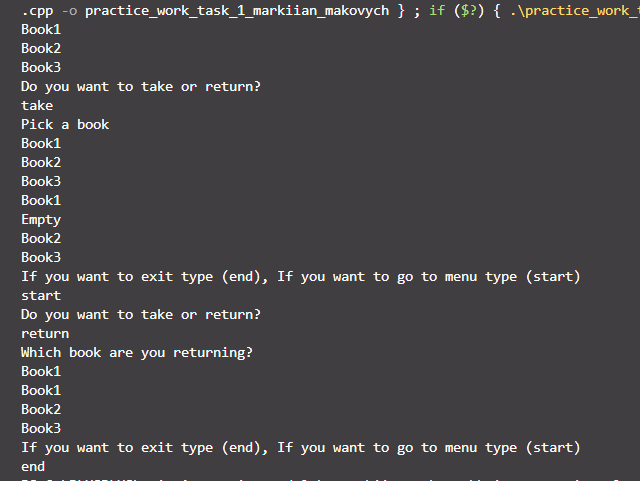 .cpp -o practice_work_task_1_markiian_makovych } ; if ($?) { .\practice_work_t
Book1
Book2
Book3
Do you want to take or return?
take
Pick a book
Book1
Book2
Book3
Book1
Empty
Book2
Book3
If you want to exit type (end), If you want to go to menu type (start)
start
Do you want to take or return?
return
Which book are you returning?
Book1
Book1
Book2
Book3
If you want to exit type (end), If you want to go to menu type (start)
end